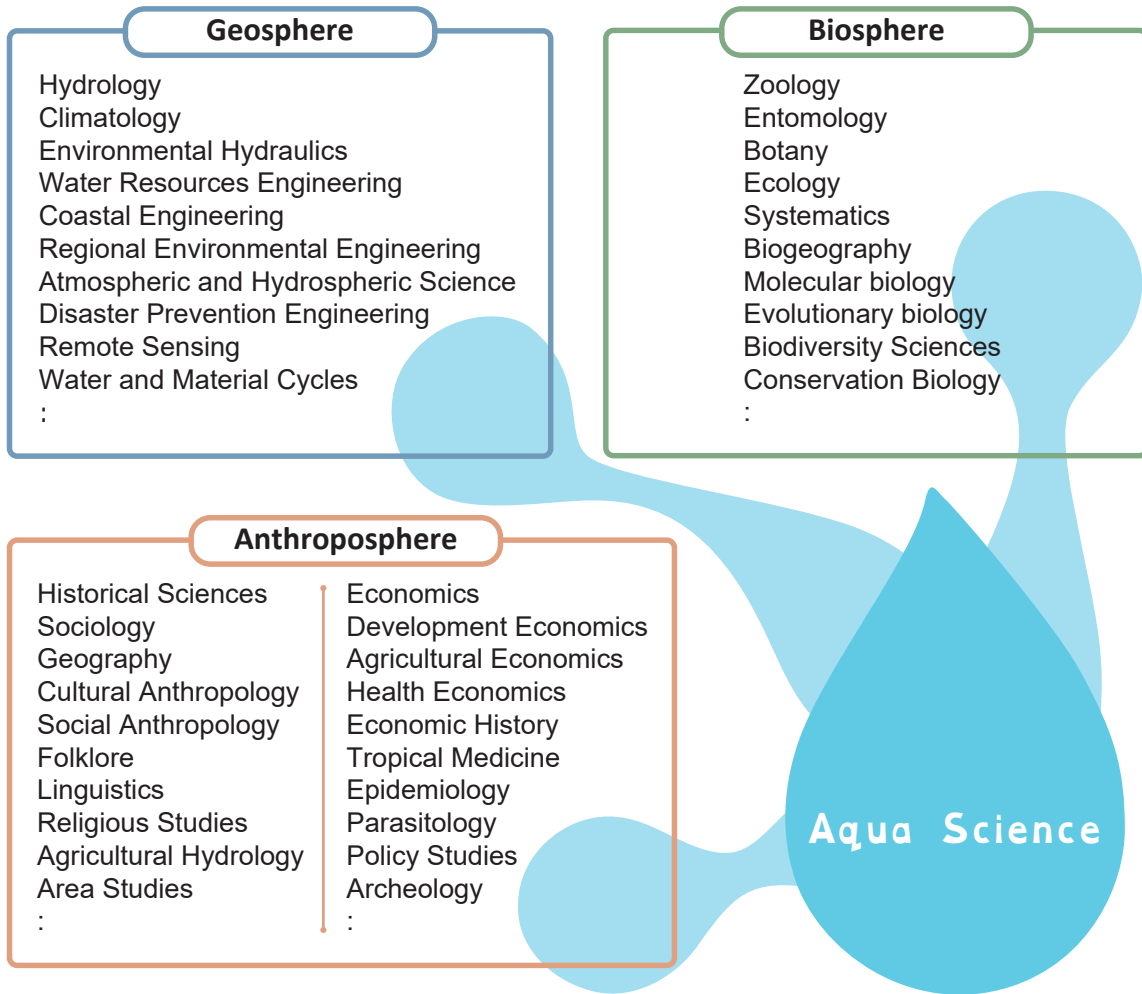 Geosphere
Hydrology
Climatology
Environmental Hydraulics
Water Resources Engineering
Coastal Engineering
Regional Environmental Engineering
Atmospheric and Hydrospheric Science
Disaster Prevention Engineering
Remote Sensing
Water and Material Cycles
:
Biosphere
Zoology
Entomology
Botany
Ecology
Systematics
Biogeography
Molecular biology
Evolutionary biology
Biodiversity Sciences
Conservation Biology
:
Anthroposphere
Historical Sciences
Sociology
Geography
Cultural Anthropology
Social Anthropology
Folklore
Linguistics
Religious Studies
Agricultural Hydrology
Area Studies
:
Economics
Development Economics
Agricultural Economics
Health Economics
Economic History
Tropical Medicine
Epidemiology
Parasitology
Policy Studies
Archeology
:
Aqua Science